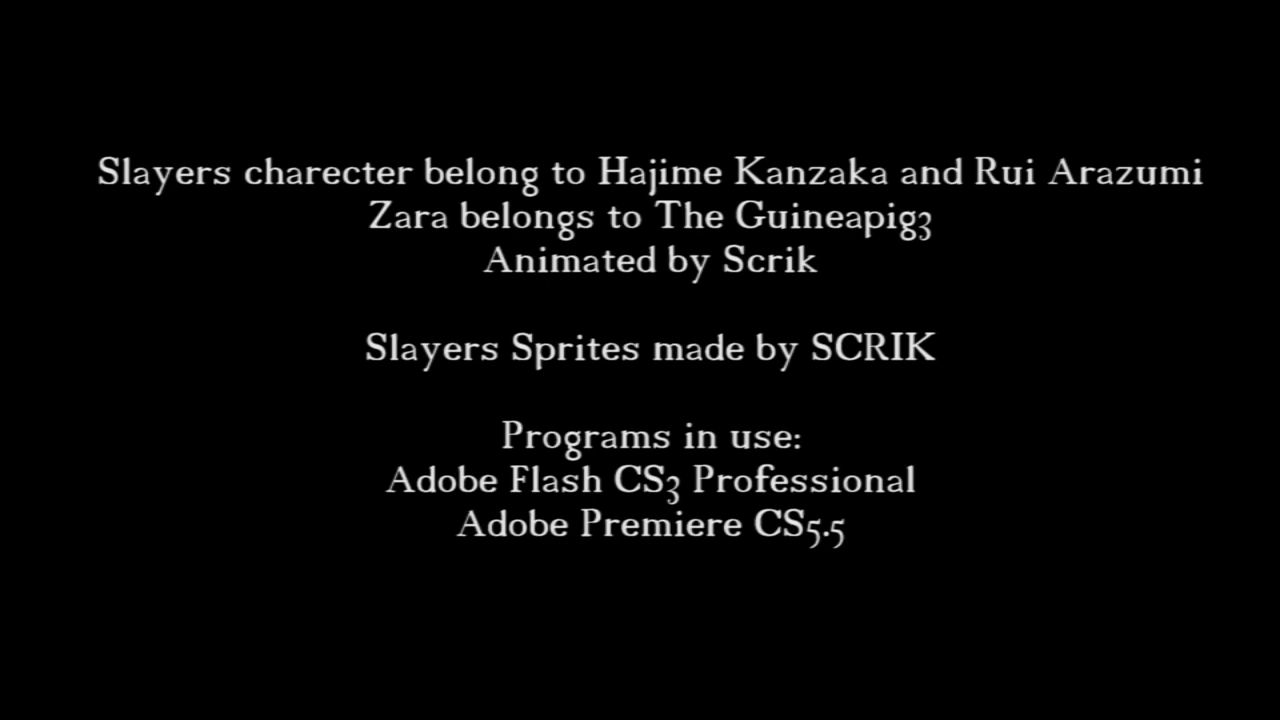 Slayers charecter belong to Hajime Kanzaka and Rui Arazumi
Zara belongs to The Guineapig3
Animated by Scrik
Slayers Sprites made by SCRIK
Programs in use:
Adobe Flash CS3 Professional
Adobe Premiere CS5.5